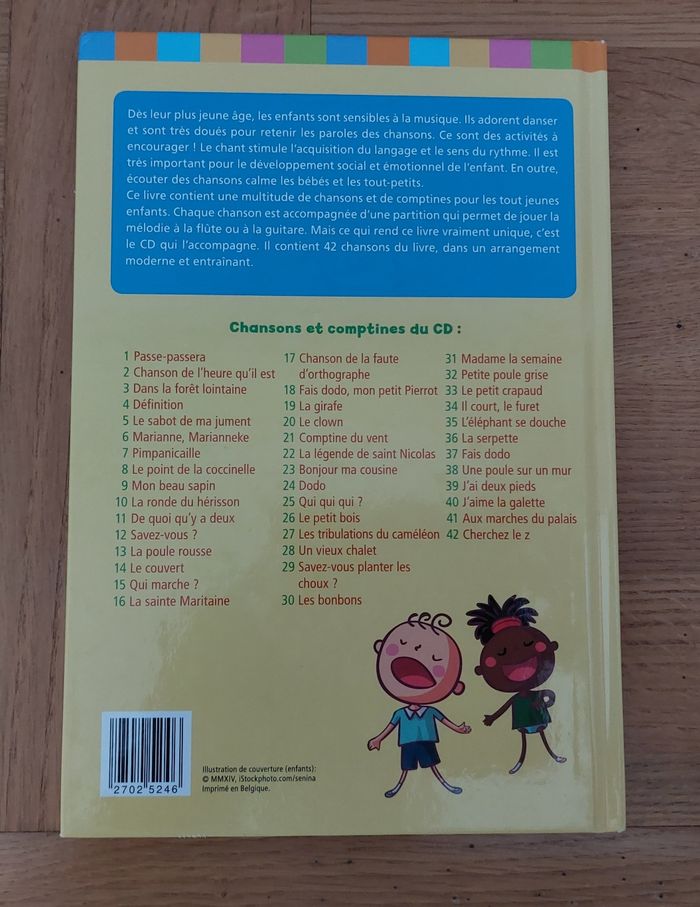 Dès leur plus jeune âge, les enfants sont sensibles à la musique. Ils adorent danser
et sont très doués pour retenir les paroles des chansons. Ce sont des activités à
encourager ! Le chant stimule l'acquisition du langage et le sens du rythme. Il est
très important pour le développement social et émotionnel de l'enfant. En outre,
écouter des chansons calme les bébés et les tout-petits.
Ce livre contient une multitude de chansons et de comptines pour les tout jeunes
enfants. Chaque chanson est accompagnée d'une partition qui permet de jouer la
mélodie à la flûte ou à la guitare. Mais ce qui rend ce livre vraiment unique, c'est
le CD qui l'accompagne. Il contient 42 chansons du livre, dans un arrangement
moderne et entraînant.
Chansons et comptines du CD :
1 Passe-passera
2 Chanson de l'heure qu'il est
3 Dans la forêt lointaine
4 Définition
5 Le sabot de ma jument
6 Marianne, Marianneke
7 Pimpanicaille
8 Le point de la coccinelle
9 Mon beau sapin
10 La ronde du hérisson
11 De quoi qu'y a deux
12 Savez-vous ?
13 La poule rousse
14 Le couvert
15 Qui marche ?
16 La sainte Maritaine
17 Chanson de la faute
d'orthographe
18 Fais dodo, mon petit Pierrot
19 La girafe
20 Le clown
21 Comptine du vent
22 La légende de saint Nicolas
23 Bonjour ma cousine
24 Dodo
25 Qui qui qui ?
26 Le petit bois
27 Les tribulations du caméléon
28 Un vieux chalet
29 Savez-vous planter les
choux ?
30 Les bonbons
31 Madame la semaine
32 Petite poule grise
33 Le petit crapaud
34 Il court, le furet
35 L'éléphant se douche
36 La serpette
37 Fais dodo
38 Une poule sur un mur
39 J'ai deux pieds
40 J'aime la galette
41 Aux marches du palais
42 Cherchez le z
2702 5246
Illustration de couverture (enfants):
© MMXIV, iStockphoto.com/senina
Imprimé en Belgique.